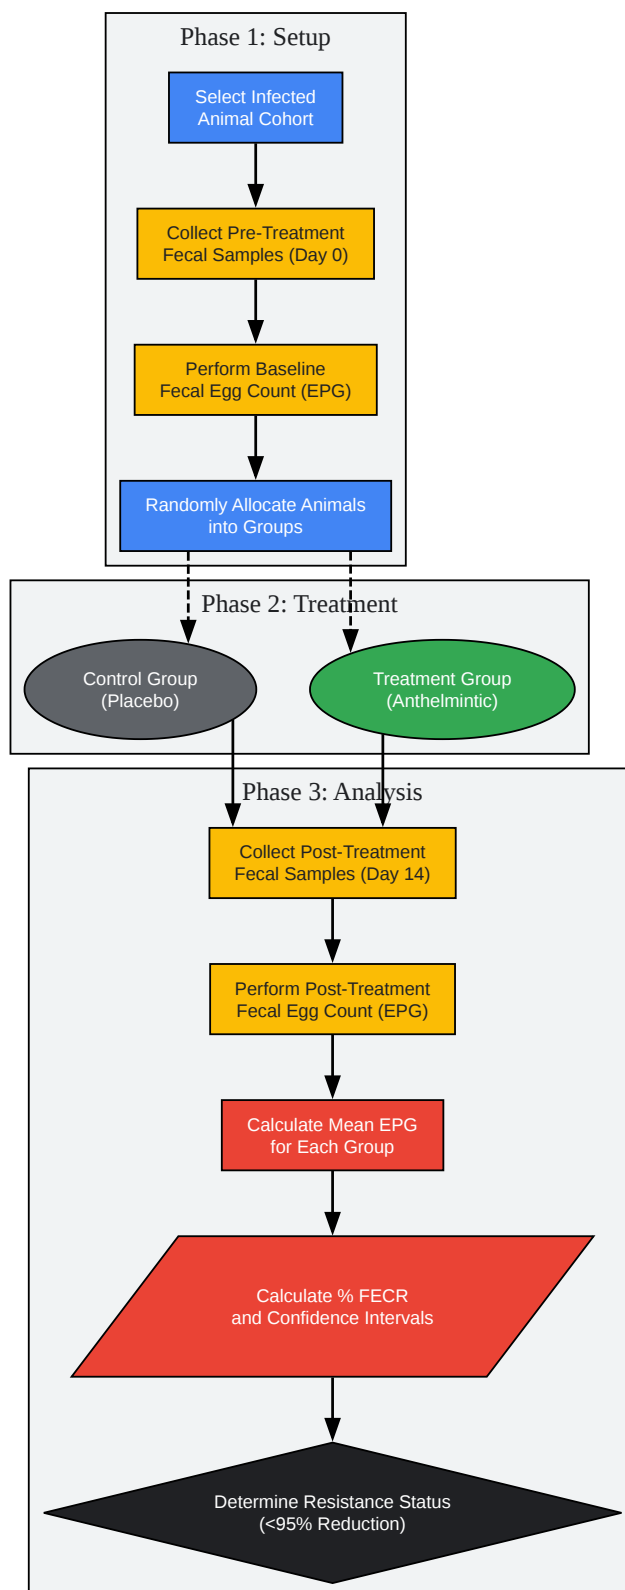 Phase 1: Setup
Select Infected
Animal Cohort
Collect Pre-Treatment
Fecal Samples (Day 0)
Perform Baseline
Fecal Egg Count (EPG)
Randomly Allocate Animals
into Groups
Phase 2: Treatment
Control Group
(Placebo)
Treatment Group
(Anthelmintic)
Phase 3: Analysis
Collect Post-Treatment
Fecal Samples (Day 14)
Perform Post-Treatment
Fecal Egg Count (EPG)
Calculate Mean EPG
for Each Group
Calculate % FECR
and Confidence Intervals
Determine Resistance Status
(<95% Reduction)